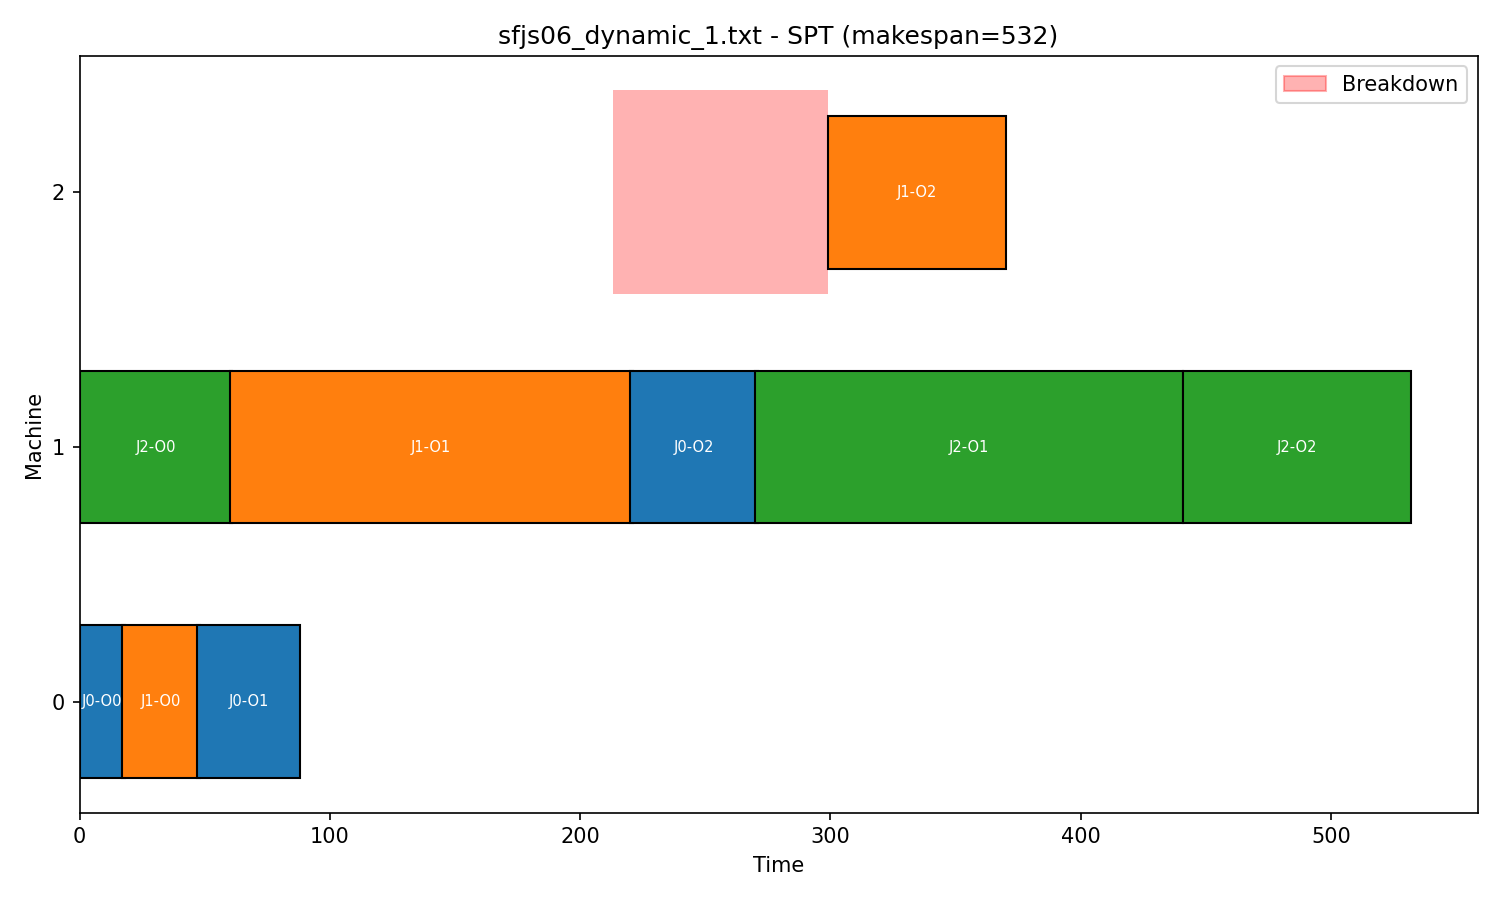 sfjs06_dynamic_1.txt - SPT (makespan=532)
Breakdown
2
J1-O2
Machine
1
J2-O0
J1-O1
J0-O2
J2-O1
J2-O2
0
J0-O0
J1-O0
J0-O1
0
100
200
300
400
500
Time